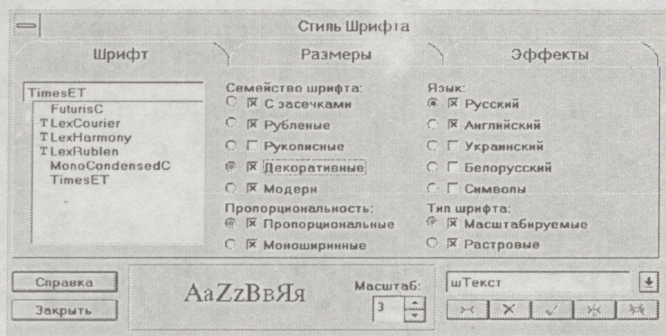 Стиль Шрифта
Шрифт Размеры Эффекты
TimesET
FuturisC
LexCourier
LexHarmony
LexRublen
MonoCondensedC
TimesET
Семейство шрифта:
С засечками
Рубленые
Рукописные
Декоративные
Модерн
Пропорциональность:
Пропорциональные
Моноширинные
Язык:
Русский
Английский
Украинский
Белорусский
Символы
Тип шрифта:
Масштабируемые
Растровые
Справка
Закрыть
АаZzВвЯя
Масштаб:
3
шТекст